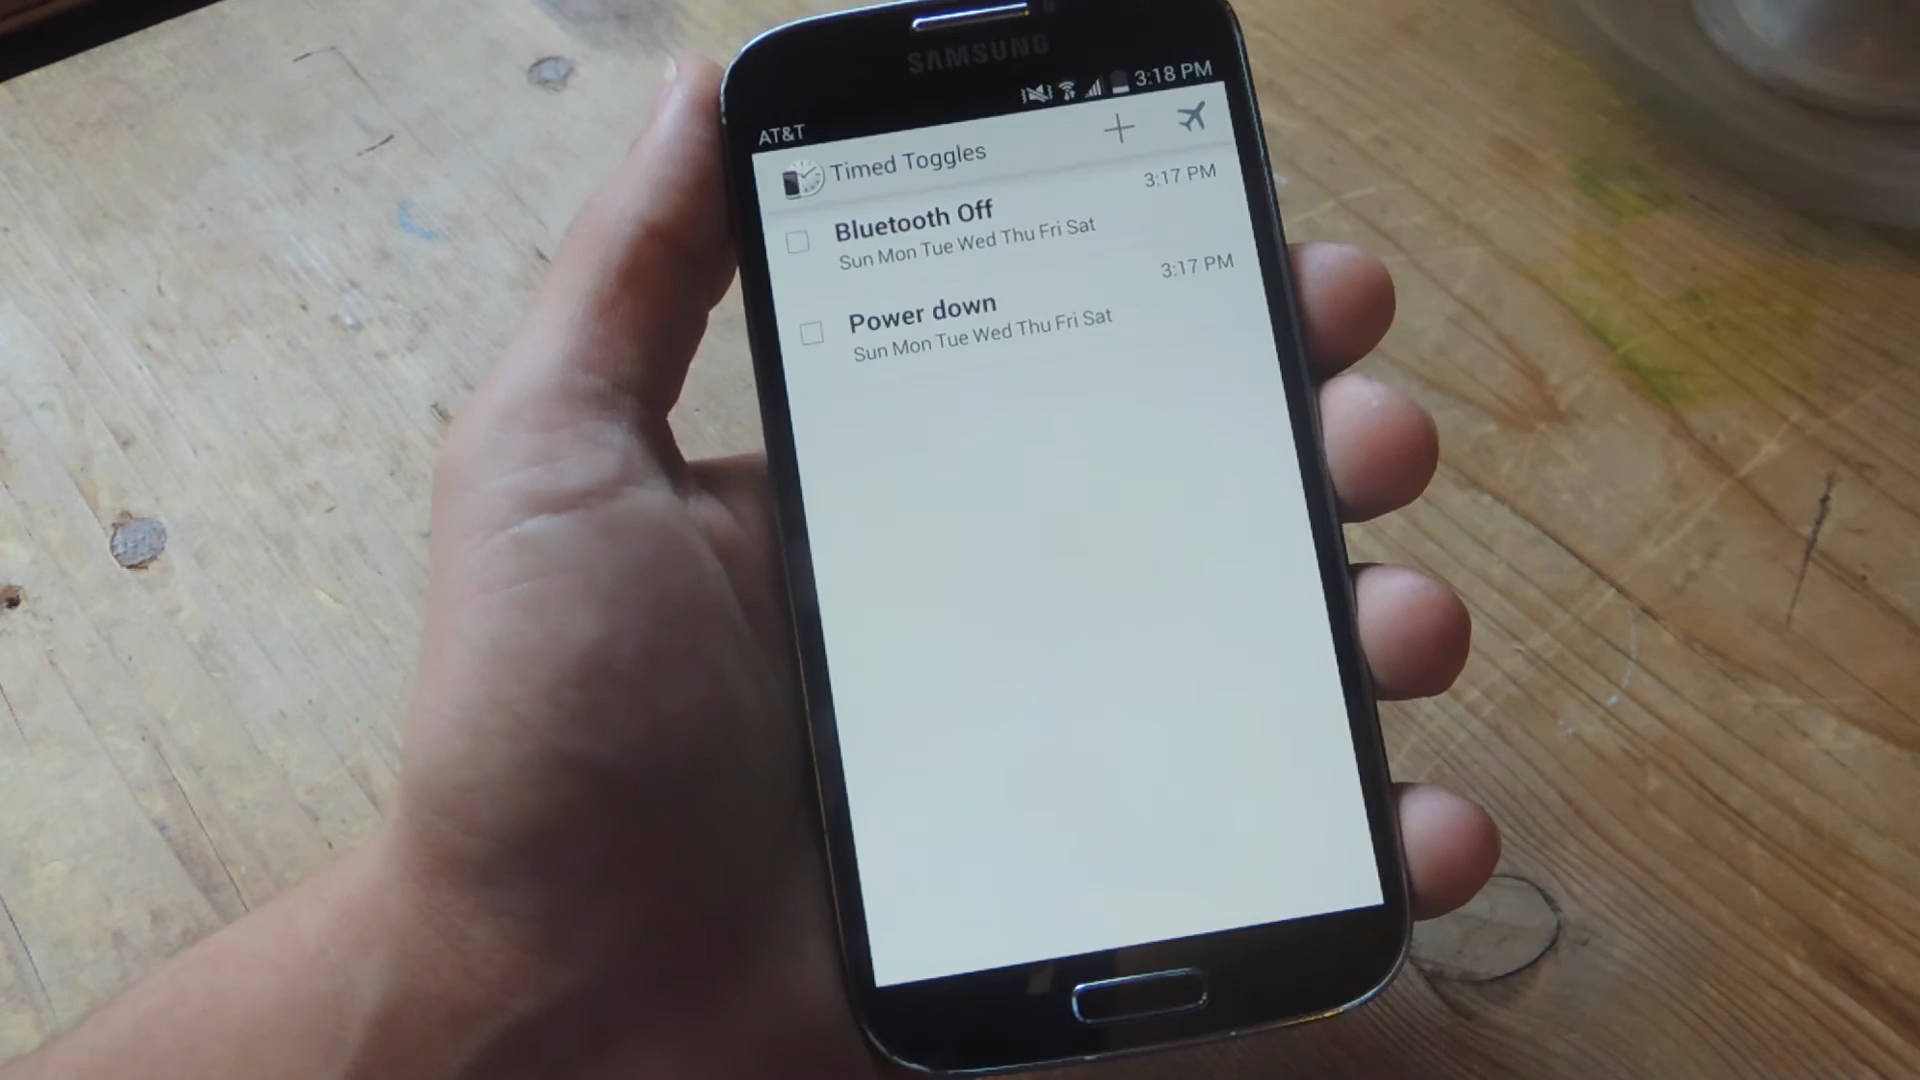 SAMSUNG
AT&T
3:18 PM
Timed Toggles
3:17 PM
Bluetooth Off
Sun Mon Tue Wed Thu Fri Sat
3:17 PM
Power down
Sun Mon Tue Wed Thu Fri Sat